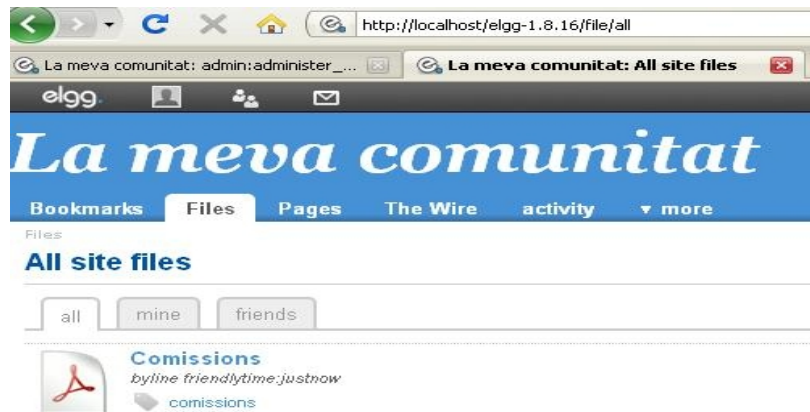 http://localhost/elgg-1.8.16/file/all
La meva comunitat: admin:administer_... La meva comunitat: All site files
elgg.
La meva comunitat
Bookmarks Files Pages The Wire activity ▾ more
Files
All site files
all mine friends
Comissions
byline friendlytime:justnow
comissions